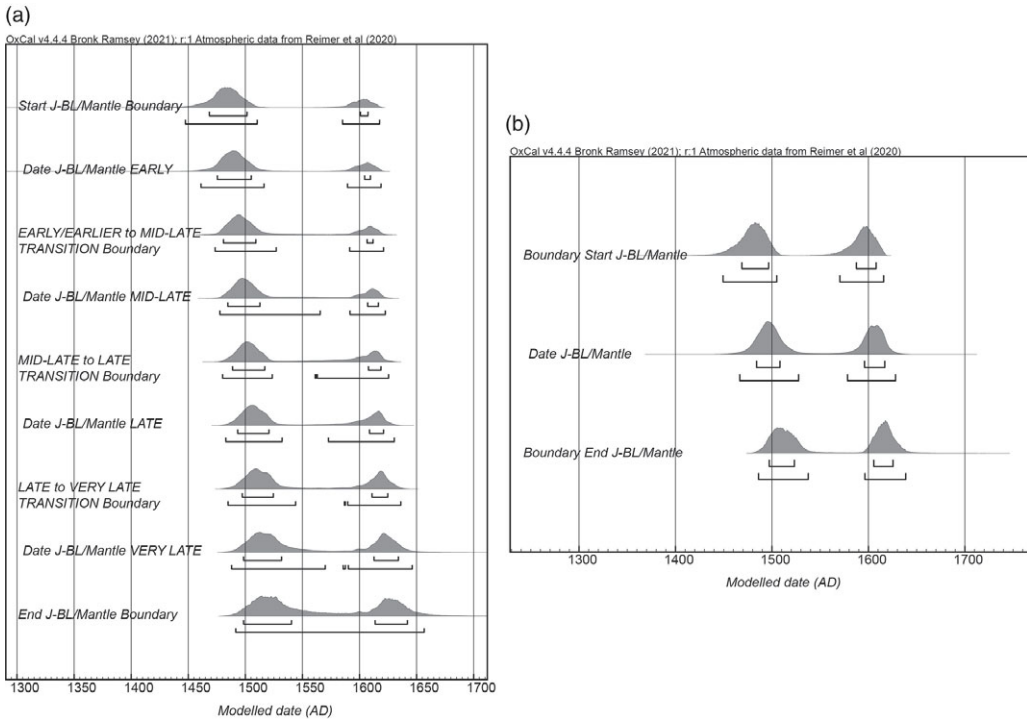 (a)
OxCal v4.4.4 Bronk Ramsey (2021); r:1 Atmospheric data from Reimer et al (2020)
Start J-BL/Mantle Boundary
Date J-BL/Mantle EARLY
EARLY/EARLIER to MID-LATE
TRANSITION Boundary
Date J-BL/Mantle MID-LATE
MID-LATE to LATE
TRANSITION Boundary
Date J-BL/Mantle LATE
LATE to VERY LATE
TRANSITION Boundary
Date J-BL/Mantle VERY LATE
End J-BL/Mantle Boundary
1300 1350 1400 1450 1500 1550 1600 1650 1700
Modelled date (AD)
(b)
OxCal v4.4.4 Bronk Ramsey (2021); r:1 Atmospheric data from Reimer et al (2020)
Boundary Start J-BL/Mantle
Date J-BL/Mantle
Boundary End J-BL/Mantle
1300 1400 1500 1600 1700
Modelled date (AD)